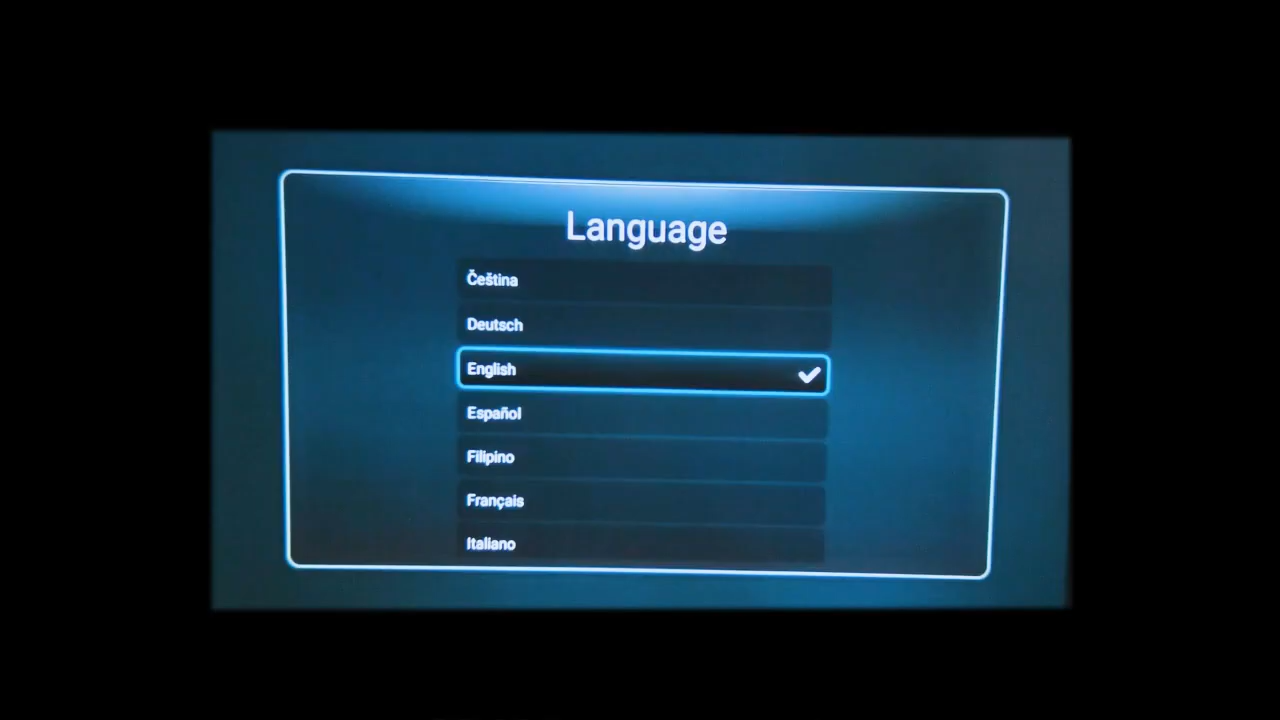 Language
Čeština
Deutsch
English
Español
Filipino
Français
Italiano